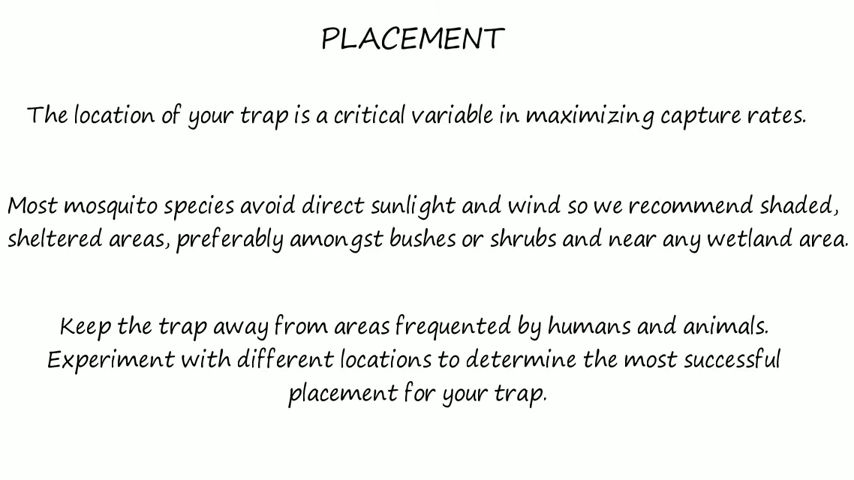 PLACEMENT
The location of your trap is a critical variable in maximizing capture rates.
Most mosquito species avoid direct sunlight and wind so we recommend shaded,
sheltered areas, preferably amongst bushes or shrubs and near any wetland area.
Keep the trap away from areas frequented by humans and animals.
Experiment with different locations to determine the most successful
placement for your trap.